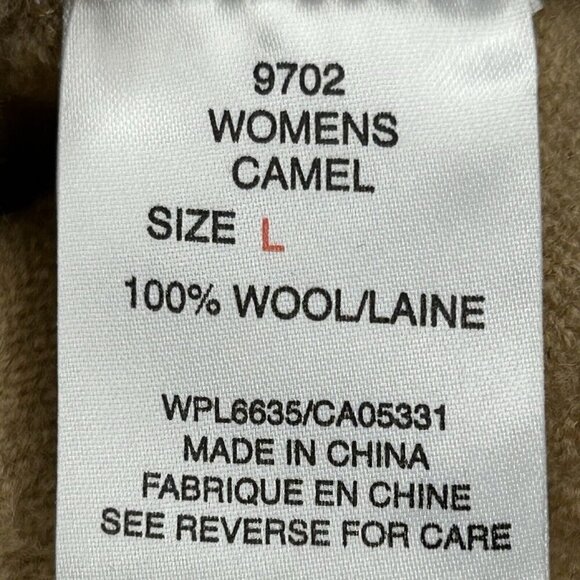 9702
WOMENS
CAMEL
SIZE L
100% WOOL/LAINE
WPL6635/CA05331
MADE IN CHINA
FABRIQUE EN CHINE
SEE REVERSE FOR CARE